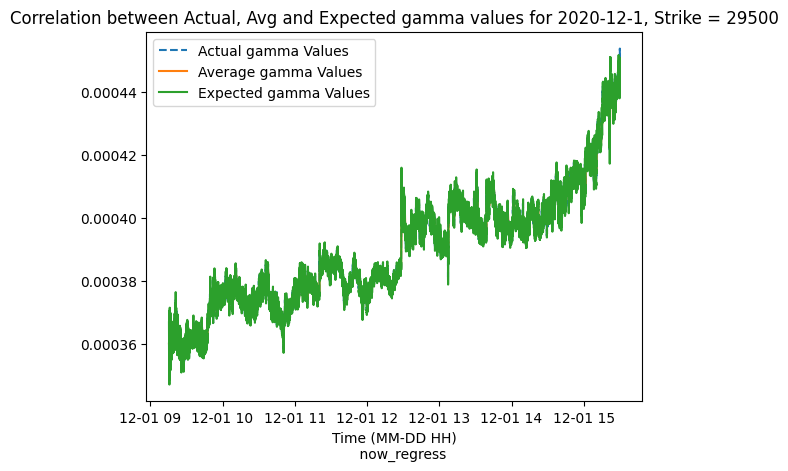 Correlation between Actual, Avg and Expected gamma values for 2020-12-1, Strike = 29500
Actual gamma Values
Average gamma Values
Expected gamma Values
0.00044
0.00042
0.00040
0.00038
0.00036
12-01 09 12-01 10 12-01 11 12-01 12 12-01 13 12-01 14 12-01 15
Time (MM-DD HH)
now_regress